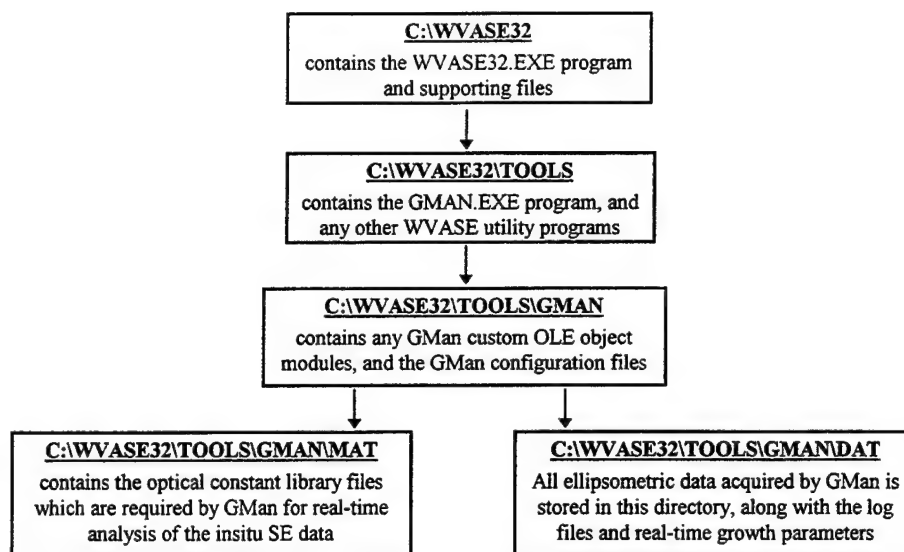 C:\WVASE32
contains the WVASE32.EXE program
and supporting files
C:\WVASE32\TOOLS
contains the GMAN.EXE program, and
any other WVASE utility programs
C:\WVASE32\TOOLS\GMAN
contains any GMan custom OLE object
modules, and the GMan configuration files
C:\WVASE32\TOOLS\GMAN\MAT
contains the optical constant library files
which are required by GMan for real-time
analysis of the insitu SE data
C:\WVASE32\TOOLS\GMAN\DAT
All ellipsometric data acquired by GMan is
stored in this directory, along with the log
files and real-time growth parameters